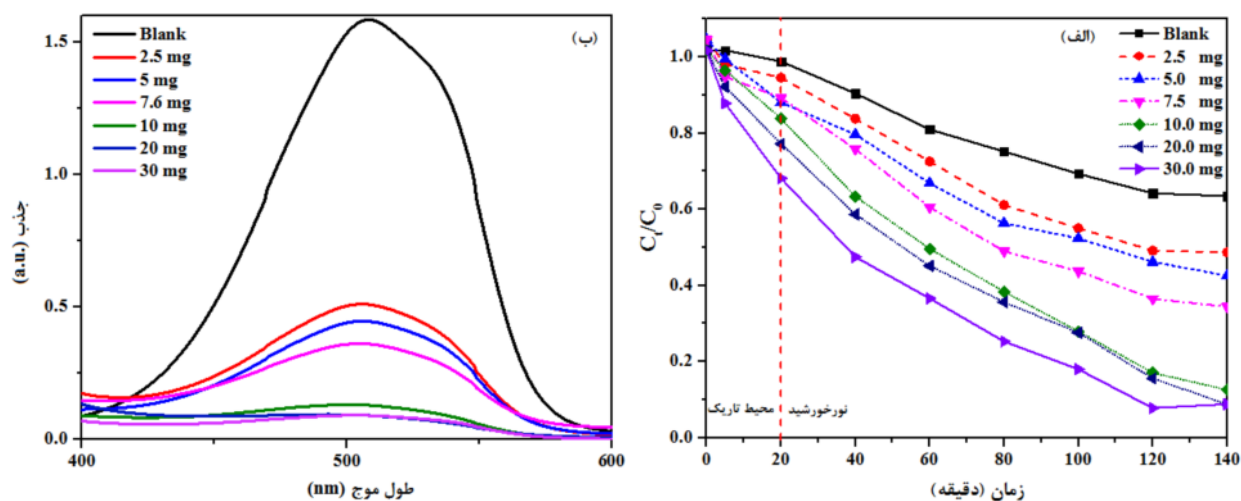 (ب)
Blank
2.5 mg
5 mg
7.6 mg
10 mg
20 mg
30 mg
1.5
1.0
0.5
0.0
جذب (a.u.)
400
500
600
طول موج (nm)
(الف)
Blank
2.5 mg
5.0 mg
7.5 mg
10.0 mg
20.0 mg
30.0 mg
1.0
0.8
0.6
0.4
0.2
0.0
Ct/C0
محیط تاریک
نورخورشید
0
20
40
60
80
100
120
140
زمان (دقیقه)